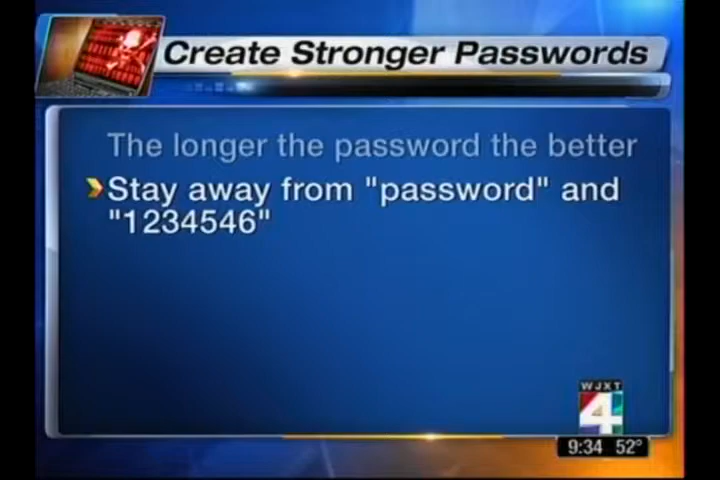 Create Stronger Passwords
The longer the password the better
Stay away from "password" and
"1234546"
WJXT
4
9:34 52°